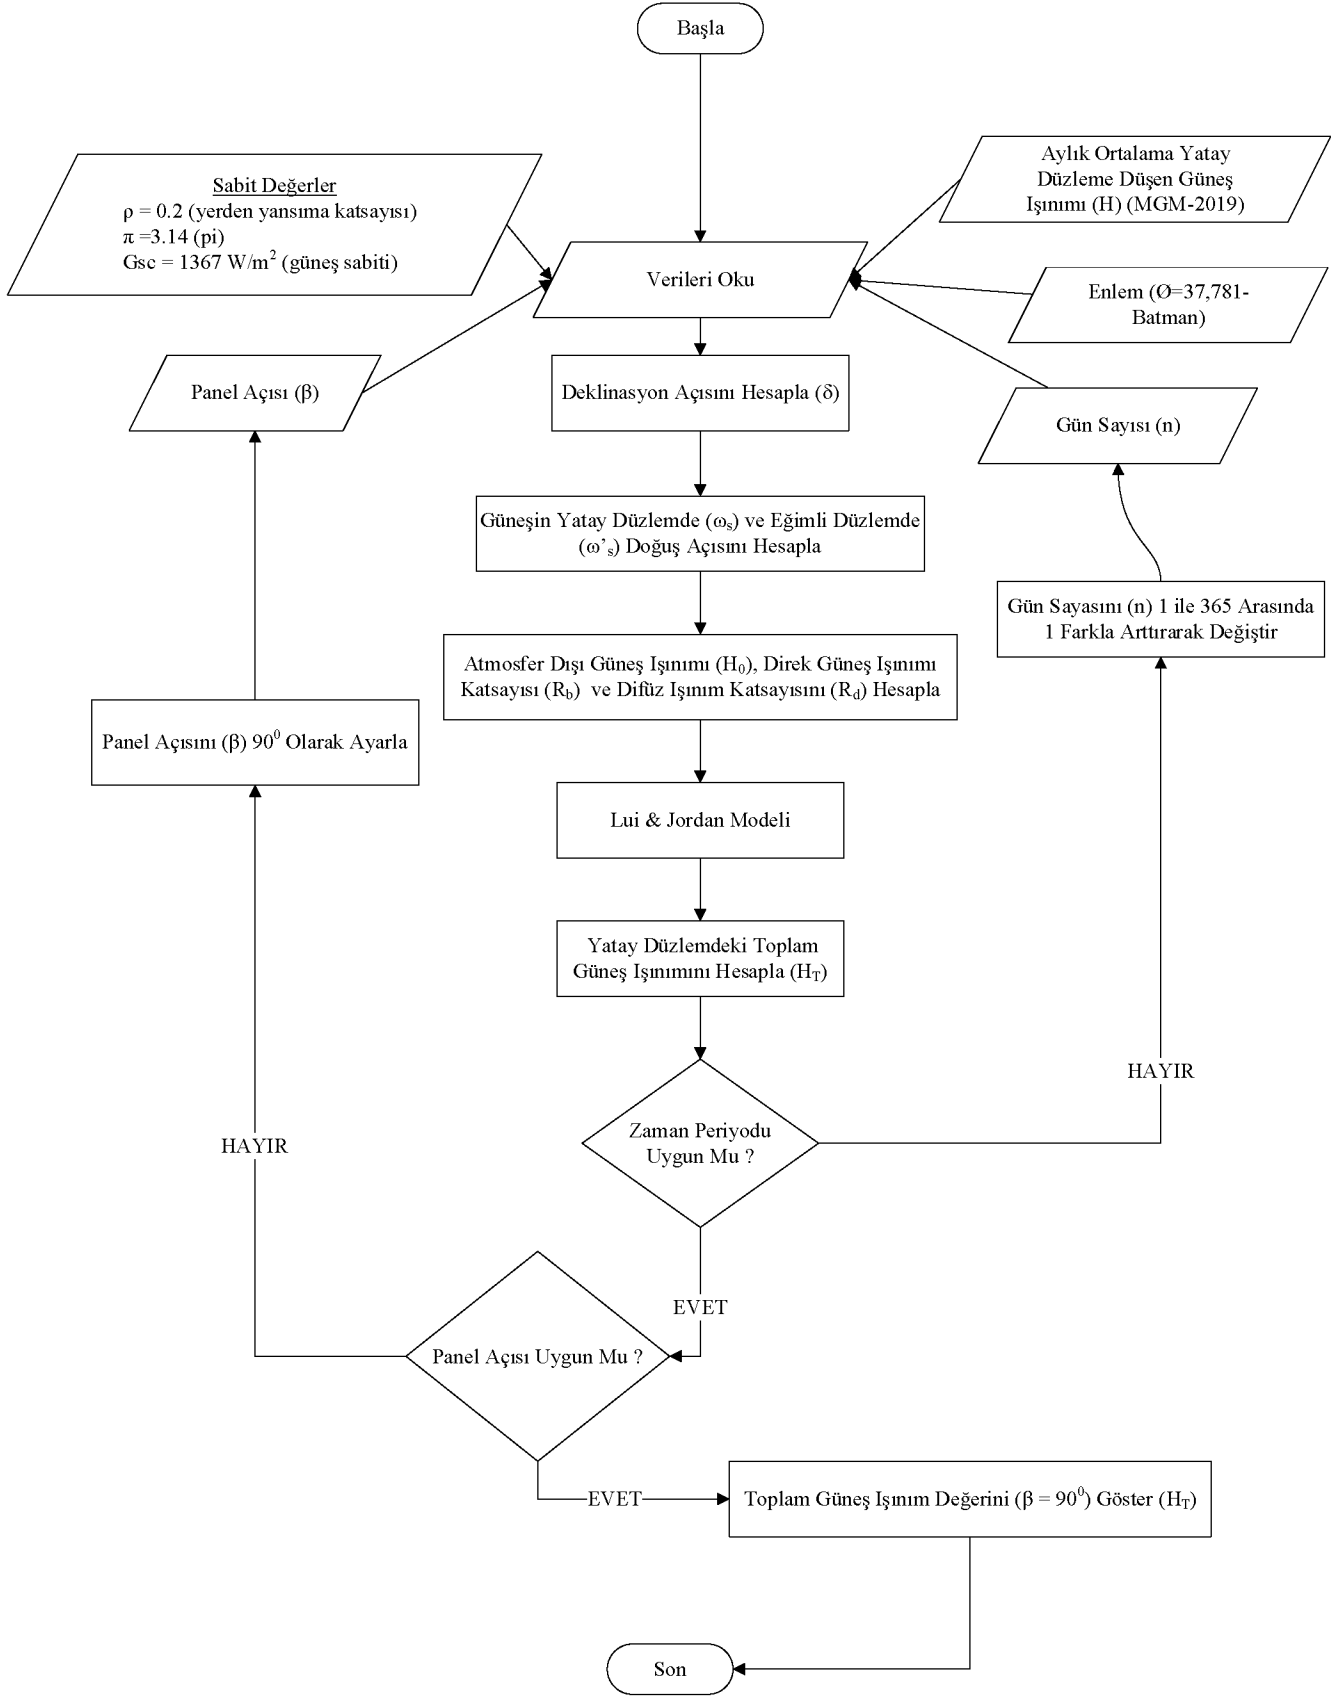 Başla
Sabit Değerler
ρ = 0.2 (yerden yansıma katsayısı)
π =3.14 (pi)
Gsc = 1367 W/m² (güneş sabiti)
Aylık Ortalama Yatay
Düzleme Düşen Güneş
Işınımı (H) (MGM-2019)
Verileri Oku
Enlem (Ø=37,781-
Batman)
Panel Açısı (β)
Deklinasyon Açısını Hesapla (δ)
Gün Sayısı (n)
Güneşin Yatay Düzlemde (ωₛ) ve Eğimli Düzlemde
(ω’ₛ) Doğuş Açısını Hesapla
Gün Sayasını (n) 1 ile 365 Arasında
1 Farkla Arttırarak Değiştir
Atmosfer Dışı Güneş Işınımı (H₀), Direk Güneş Işınımı
Katsayısı (R_b) ve Difüz Işınım Katsayısını (R_d) Hesapla
Panel Açısını (β) 90⁰ Olarak Ayarla
Lui & Jordan Modeli
Yatay Düzlemdeki Toplam
Güneş Işınımını Hesapla (H_T)
HAYIR
Zaman Periyodu
Uygun Mu ?
HAYIR
EVET
Panel Açısı Uygun Mu ?
EVET
Toplam Güneş Işınım Değerini (β = 90⁰) Göster (H_T)
Son